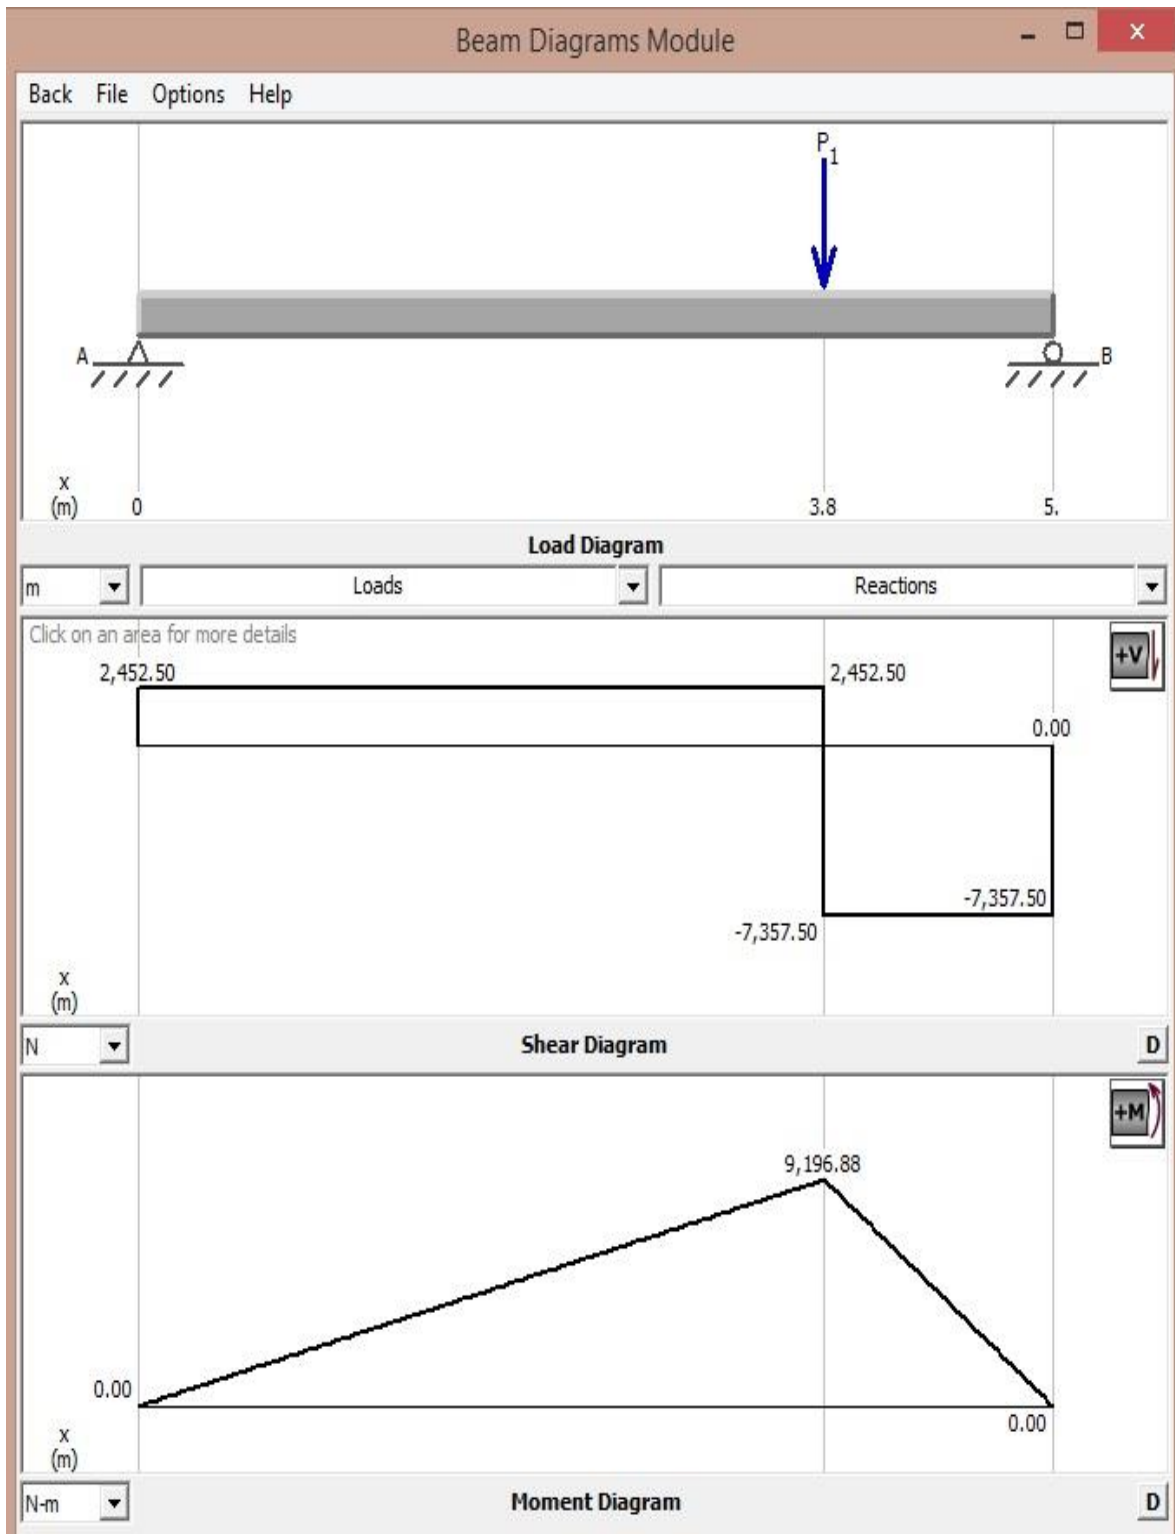 Beam Diagrams Module
Back File Options Help
P1
A
B
x
(m) 0 3.8 5.
Load Diagram
m Loads Reactions
Click on an area for more details
+V
2,452.50 2,452.50
0.00
-7,357.50
-7,357.50
x
(m)
N Shear Diagram D
+M
9,196.88
0.00
0.00
x
(m)
N-m Moment Diagram D